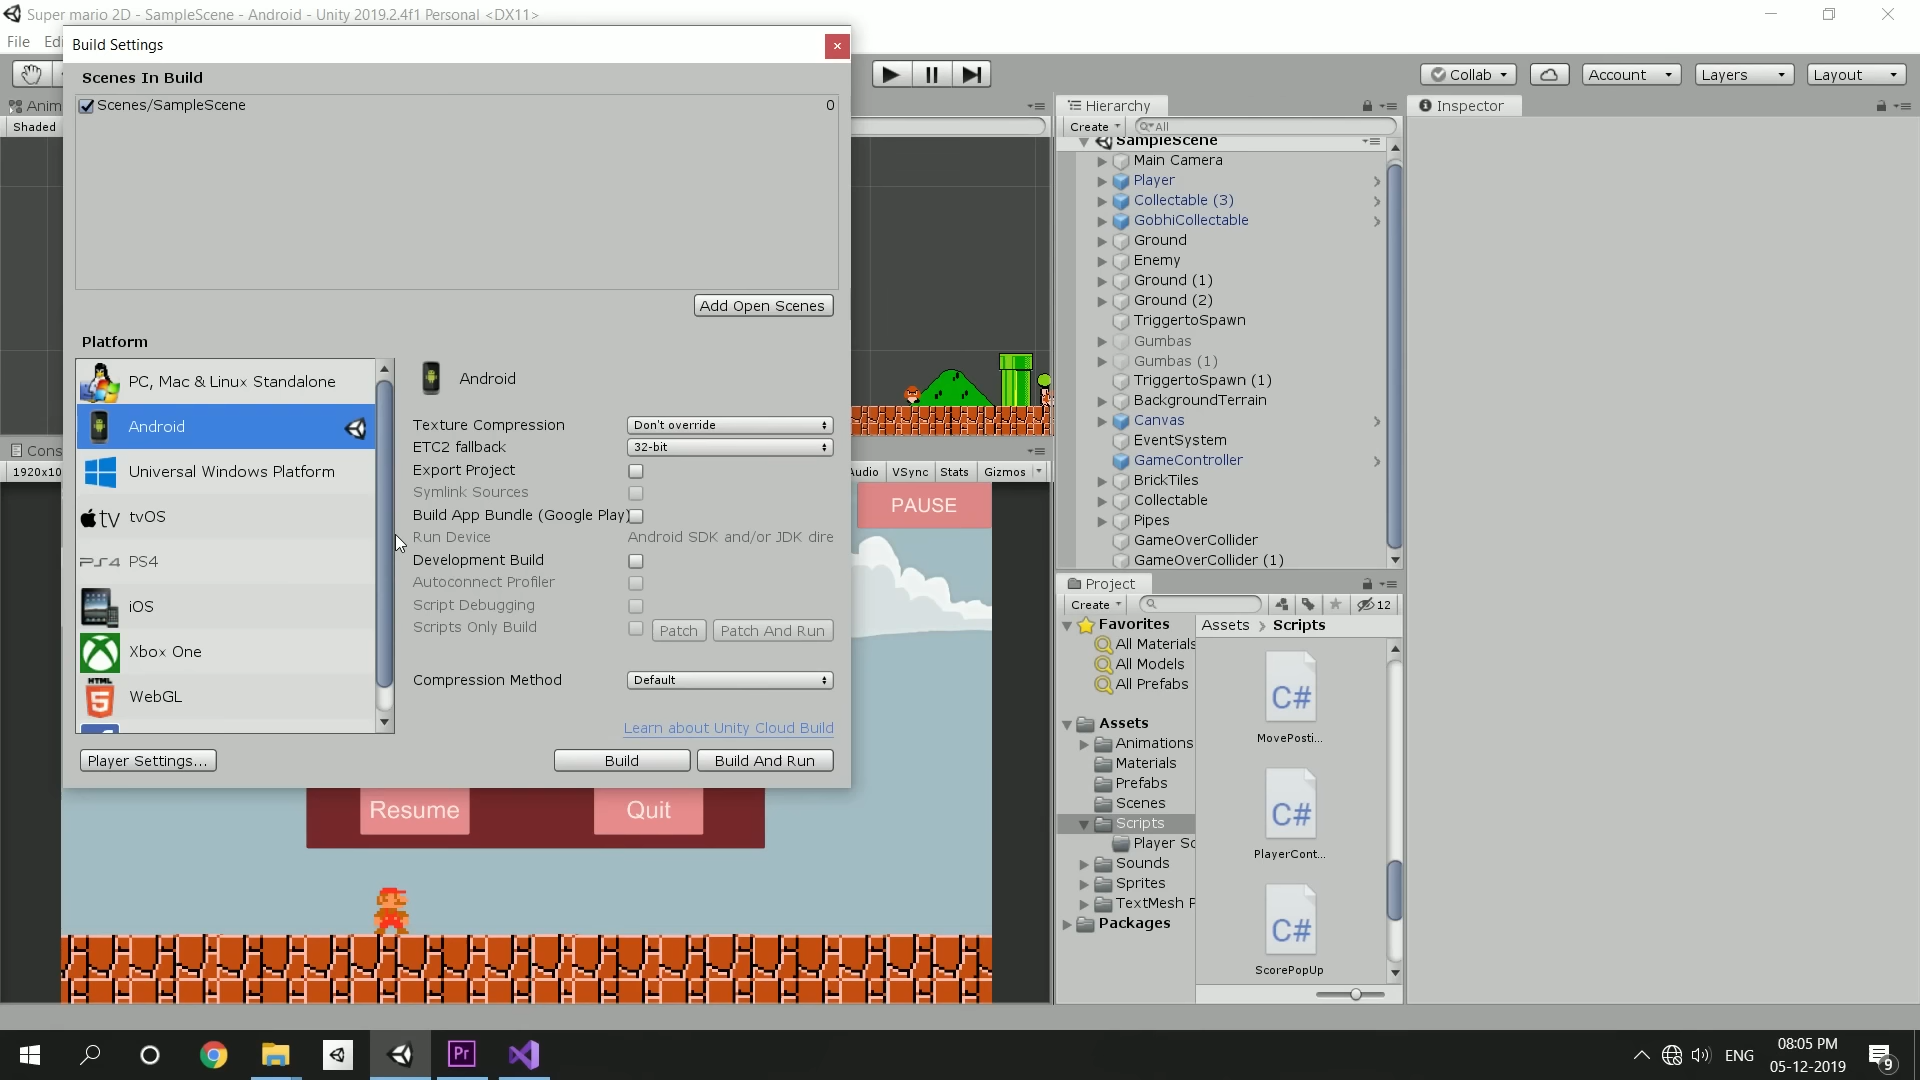 Super mario 2D - SampleScene - Android - Unity 2019.2.4f1 Personal <DX11>
File
Build Settings
Scenes In Build
Scenes/SampleScene 0
Add Open Scenes
Platform
PC, Mac & Linux Standalone
Android
Universal Windows Platform
tvOS
PS4
iOS
Xbox One
WebGL
Android
Texture Compression Don't override
ETC2 fallback 32-bit
Export Project
Symlink Sources
Build App Bundle (Google Play)
Run Device Android SDK and/or JDK dire
Development Build
Autoconnect Profiler
Script Debugging
Scripts Only Build Patch Patch And Run
Compression Method Default
Learn about Unity Cloud Build
Player Settings... Build Build And Run
Anim
Shaded
Cons
1920x10
VSync Stats Gizmos
PAUSE
Resume Quit
Collab Account Layers Layout
Hierarchy
Create All
SampleScene
Main Camera
Player
Collectable (3)
GobhiCollectable
Ground
Enemy
Ground (1)
Ground (2)
TriggertoSpawn
Gumbas
Gumbas (1)
TriggertoSpawn (1)
BackgroundTerrain
Canvas
EventSystem
GameController
BrickTiles
Collectable
Pipes
GameOverCollider
GameOverCollider (1)
Inspector
Project
Create 12
Favorites
All Materials
All Models
All Prefabs
Assets
Animations
Materials
Prefabs
Scenes
Scripts
Player Sc
Sounds
Sprites
TextMesh P
Packages
Assets > Scripts
C#
MovePosti...
C#
PlayerCont...
C#
ScorePopUp
Pr
ENG
08:05 PM
05-12-2019
9